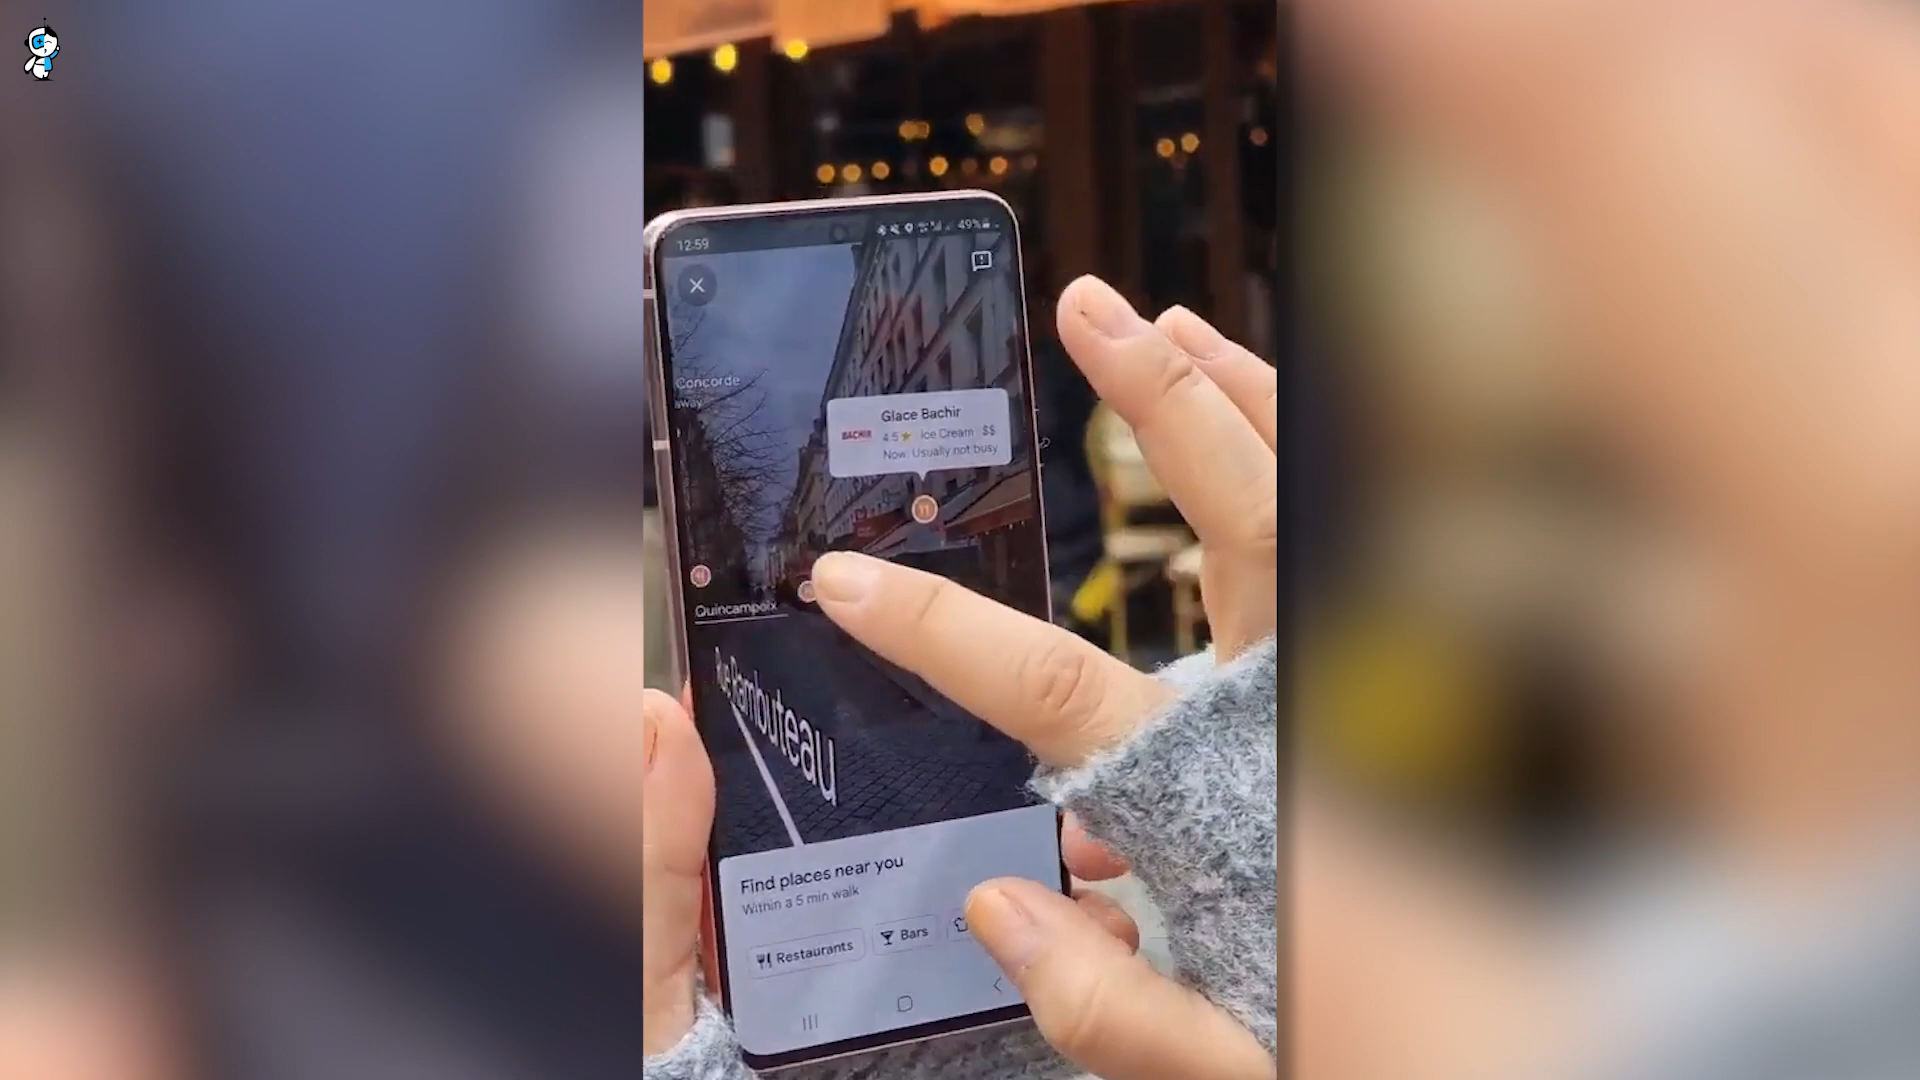 12:59
49%
Concorde
away
Glace Bachir
BACHIR
4.5★ Ice Cream $$
Now: Usually not busy
Quincampoix
Rue Rambuteau
Find places near you
Within a 5 min walk
Restaurants
Bars